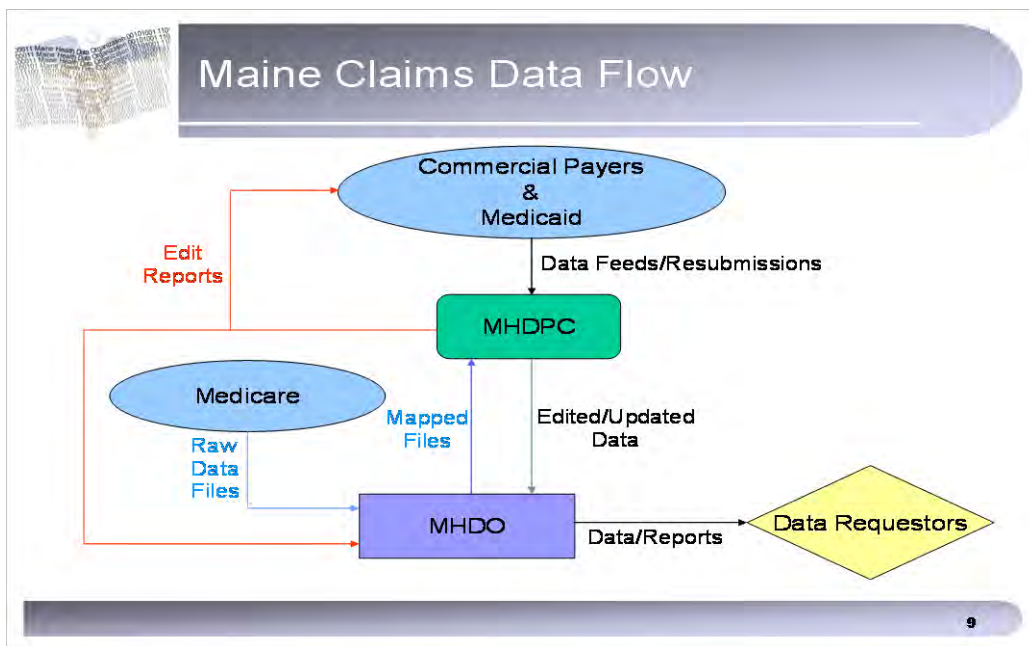 Maine Claims Data Flow
Commercial Payers
&
Medicaid
Edit
Reports
Data Feeds/Resubmissions
MHDPC
Medicare
Mapped
Files
Edited/Updated
Data
Raw
Data
Files
MHDO
Data/Reports
Data Requestors
9